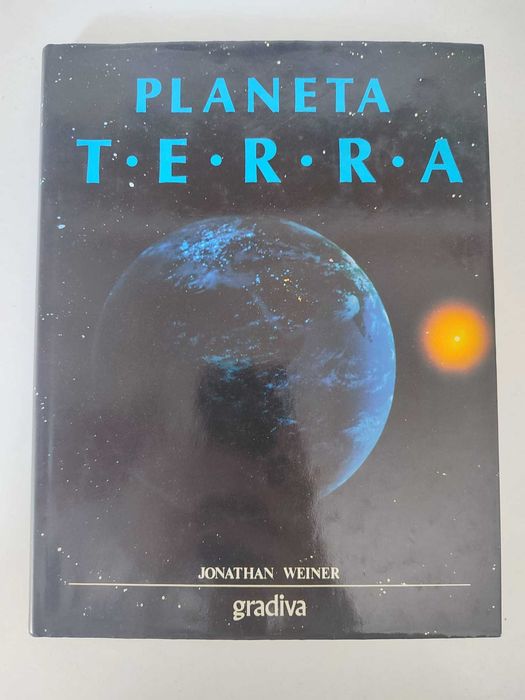 PLANETA
T·E·R·R·A
JONATHAN WEINER
gradiva